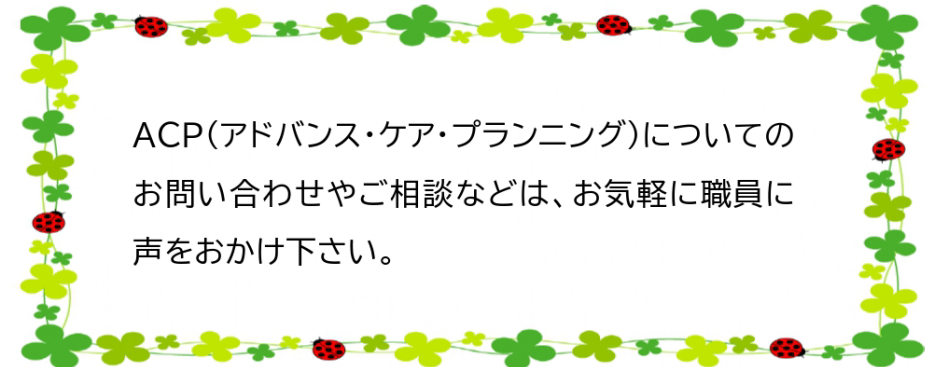 ACP（アドバンス・ケア・プランニング）についての
お問い合わせやご相談などは、お気軽に職員に
声をおかけ下さい。